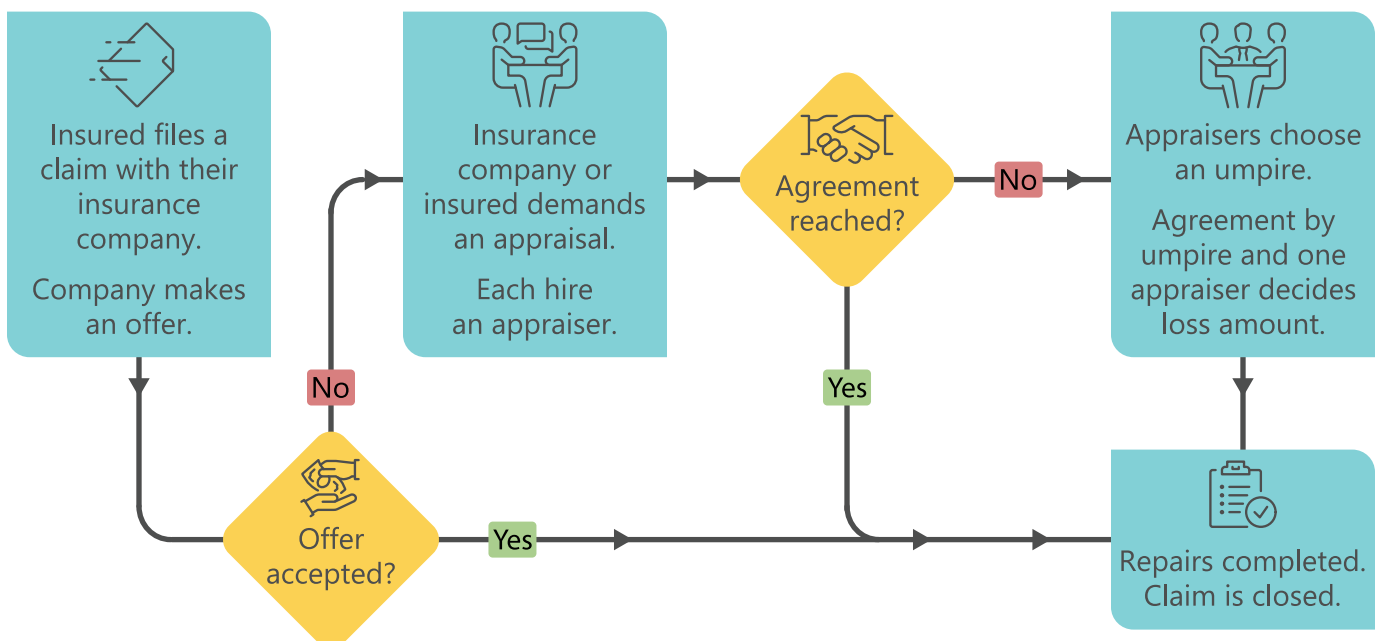 Insured files a
claim with their
insurance
company.
Company makes
an offer.
Offer
accepted?
No
Yes
Insurance
company or
insured demands
an appraisal.
Each hire
an appraiser.
Agreement
reached?
No
Yes
Appraisers choose
an umpire.
Agreement by
umpire and one
appraiser decides
loss amount.
Repairs completed.
Claim is closed.